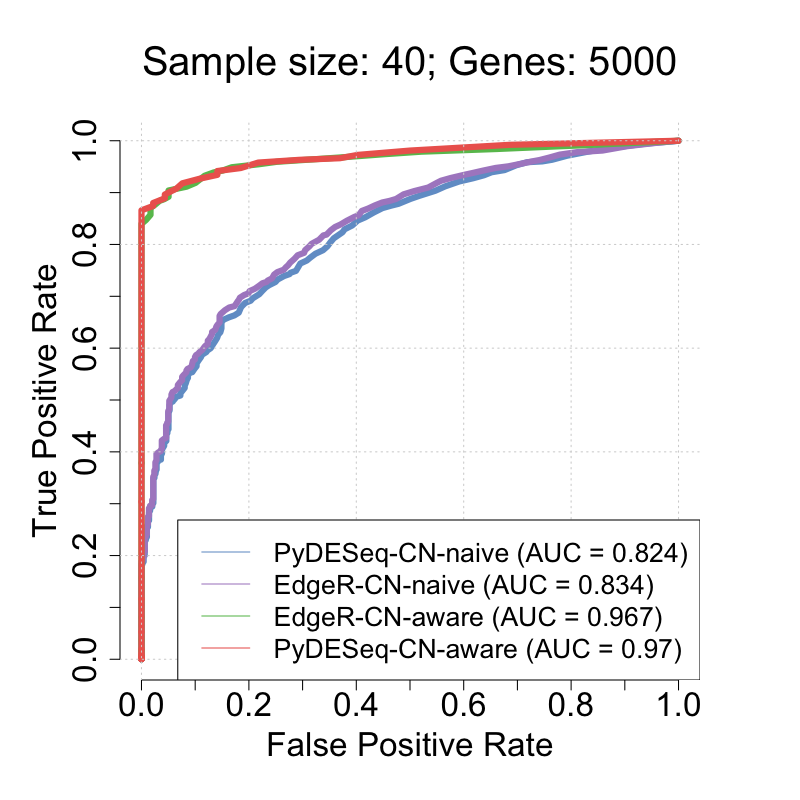 Sample size: 40; Genes: 5000
True Positive Rate
1.0
0.8
0.6
0.4
0.2
0.0
PyDESeq-CN-naive (AUC = 0.824)
EdgeR-CN-naive (AUC = 0.834)
EdgeR-CN-aware (AUC = 0.967)
PyDESeq-CN-aware (AUC = 0.97)
0.0 0.2 0.4 0.6 0.8 1.0
False Positive Rate